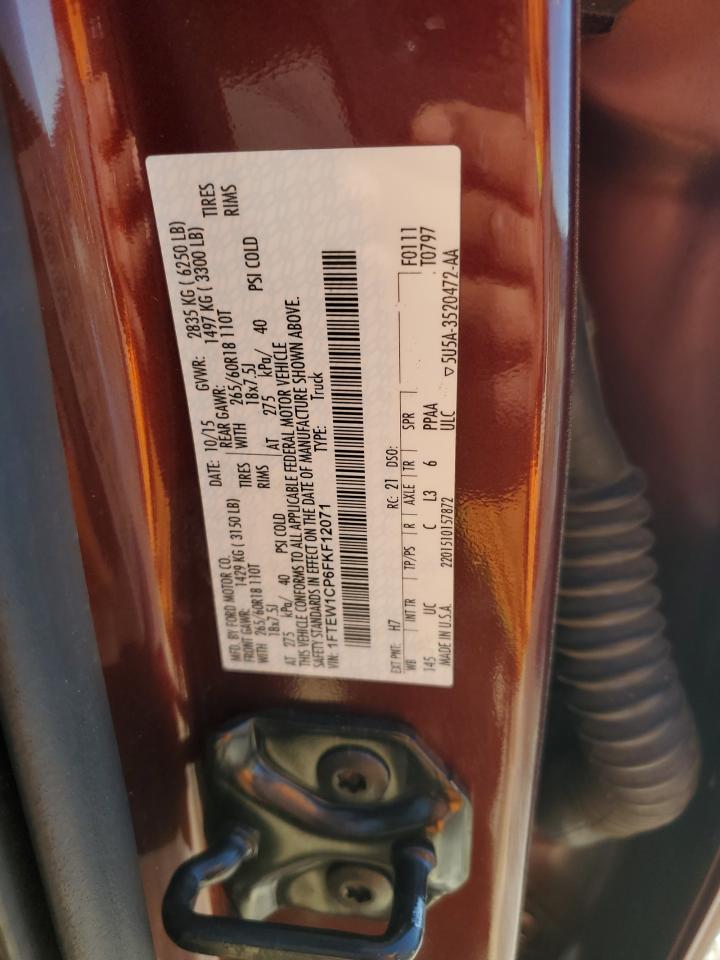 MFD. BY FORD MOTOR CO. DATE: 10/15 GVWR: 2835 KG ( 6250 LB)
FRONT GAWR: 1429 KG ( 3150 LB) REAR GAWR: 1497 KG ( 3300 LB)
WITH 265/60R18 110T TIRES WITH 265/60R18 110T TIRES
18x7.5J RIMS 18x7.5J RIMS
AT 275 kPa/ 40 PSI COLD AT 275 kPa/ 40 PSI COLD
THIS VEHICLE CONFORMS TO ALL APPLICABLE FEDERAL MOTOR VEHICLE
SAFETY STANDARDS IN EFFECT ON THE DATE OF MANUFACTURE SHOWN ABOVE.
VIN: 1FTEW1CP6FKF12071 TYPE: Truck
EXT PNT: H7 RC: 21 DSO: F0111
WB INT TR TP/PS R AXLE TR SPR T0797
145 UC C L3 6 PPAA
MADE IN U.S.A. 2201510157872 ULC ▽5U5A-3520472-AA